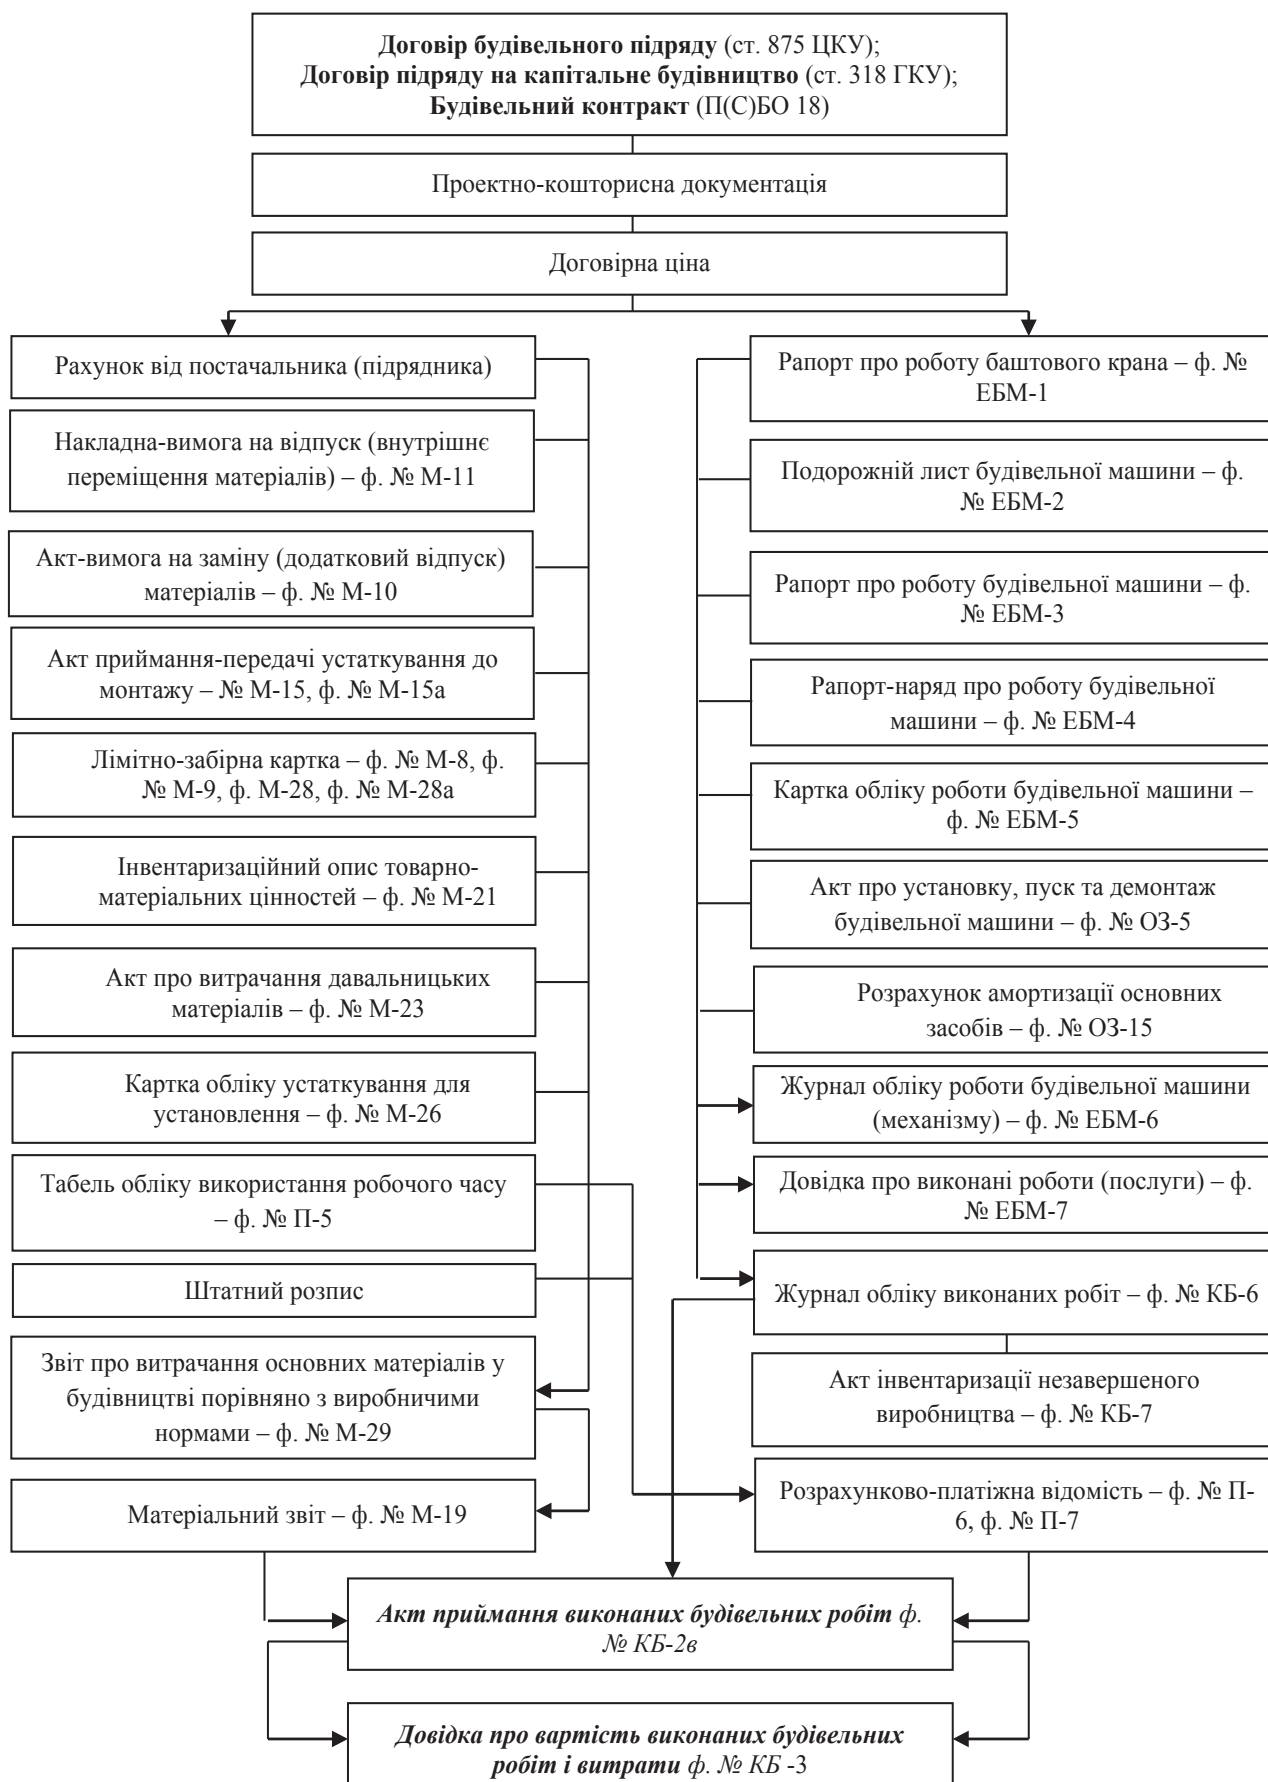 Договір будівельного підряду (ст. 875 ЦКУ);
Договір підряду на капітальне будівництво (ст. 318 ГКУ);
Будівельний контракт (П(С)БО 18)
Проектно-кошторисна документація
Договірна ціна
Рахунок від постачальника (підрядника)
Накладна-вимога на відпуск (внутрішнє
переміщення матеріалів) – ф. № М-11
Акт-вимога на заміну (додатковий відпуск)
матеріалів – ф. № М-10
Акт приймання-передачі устаткування до
монтажу – № М-15, ф. № М-15а
Лімітно-забірна картка – ф. № М-8, ф.
№ М-9, ф. М-28, ф. № М-28а
Інвентаризаційний опис товарно-
матеріальних цінностей – ф. № М-21
Акт про витрачання давальницьких
матеріалів – ф. № М-23
Картка обліку устаткування для
установлення – ф. № М-26
Табель обліку використання робочого часу
– ф. № П-5
Штатний розпис
Звіт про витрачання основних матеріалів у
будівництві порівняно з виробничими
нормами – ф. № М-29
Матеріальний звіт – ф. № М-19
Рапорт про роботу баштового крана – ф. №
ЕБМ-1
Подорожній лист будівельної машини – ф.
№ ЕБМ-2
Рапорт про роботу будівельної машини – ф.
№ ЕБМ-3
Рапорт-наряд про роботу будівельної
машини – ф. № ЕБМ-4
Картка обліку роботи будівельної машини –
ф. № ЕБМ-5
Акт про установку, пуск та демонтаж
будівельної машини – ф. № ОЗ-5
Розрахунок амортизації основних
засобів – ф. № ОЗ-15
Журнал обліку роботи будівельної машини
(механізму) – ф. № ЕБМ-6
Довідка про виконані роботи (послуги) – ф.
№ ЕБМ-7
Журнал обліку виконаних робіт – ф. № КБ-6
Акт інвентаризації незавершеного
виробництва – ф. № КБ-7
Розрахунково-платіжна відомість – ф. № П-
6, ф. № П-7
Акт приймання виконаних будівельних робіт ф.
№ КБ-2в
Довідка про вартість виконаних будівельних
робіт і витрати ф. № КБ -3